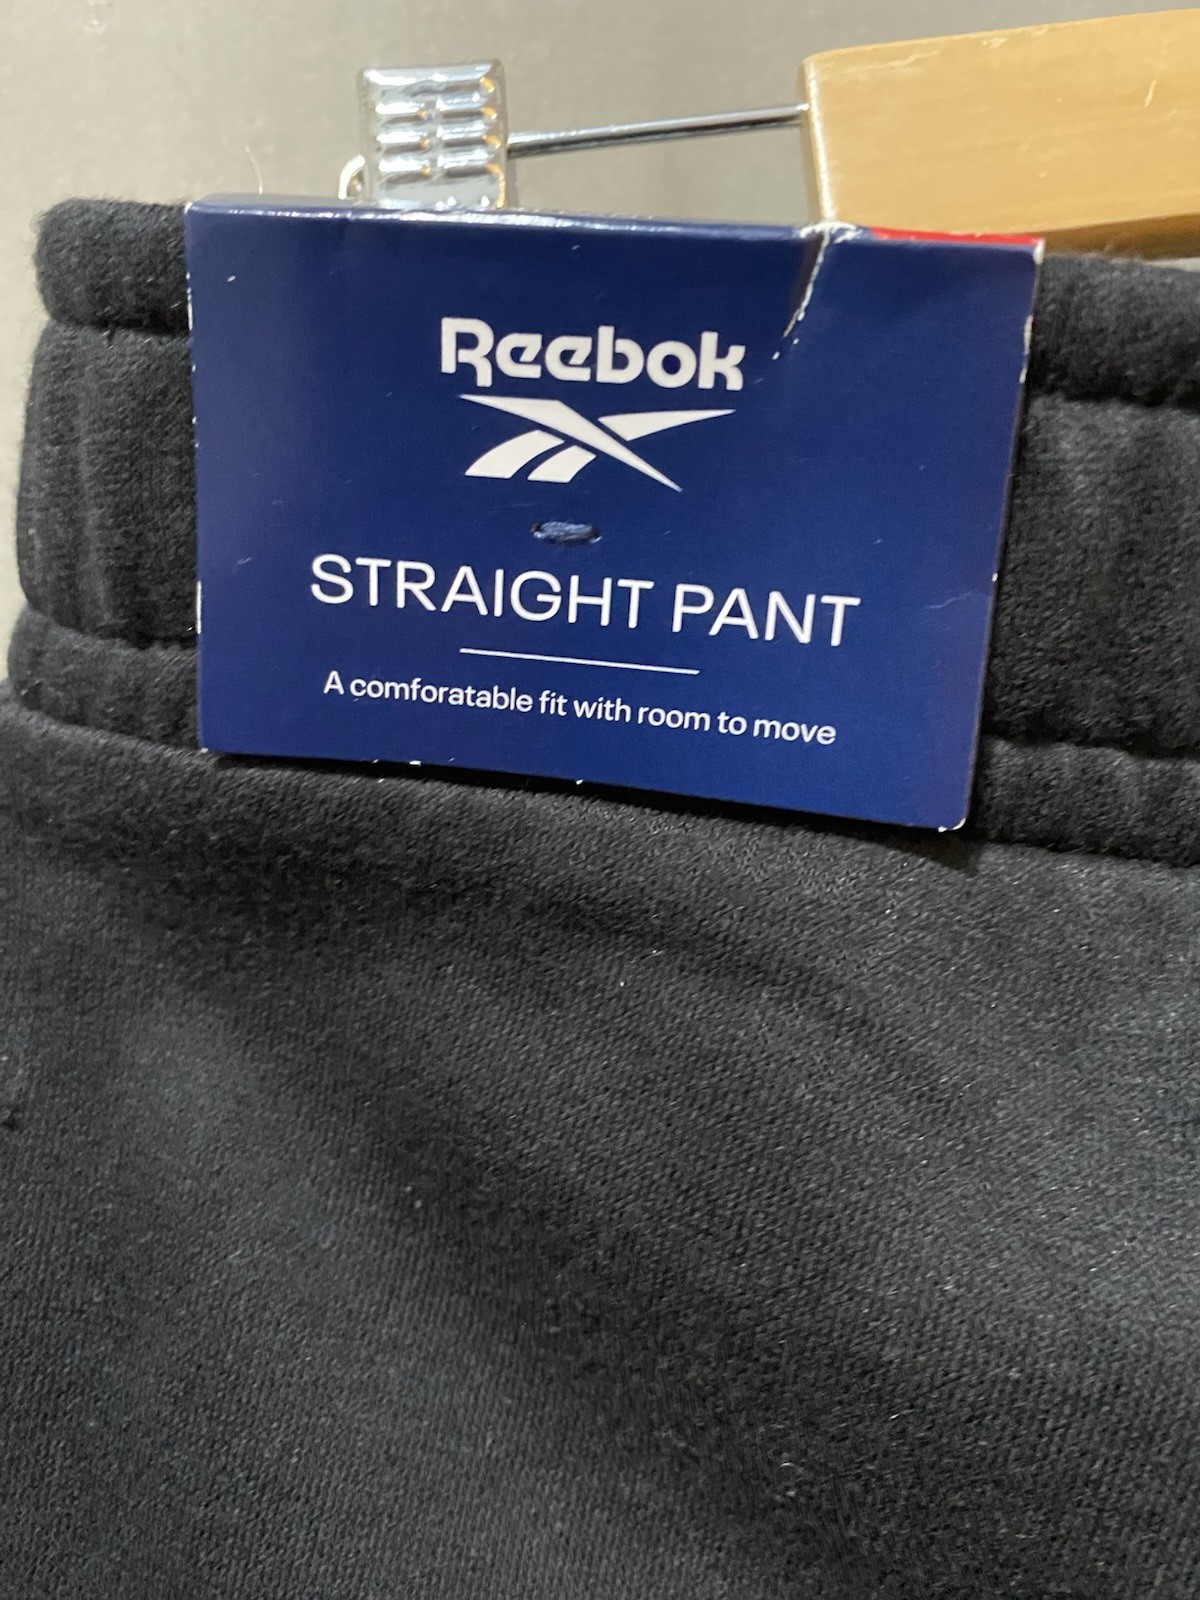 Reebok
STRAIGHT PANT
A comforatable fit with room to move